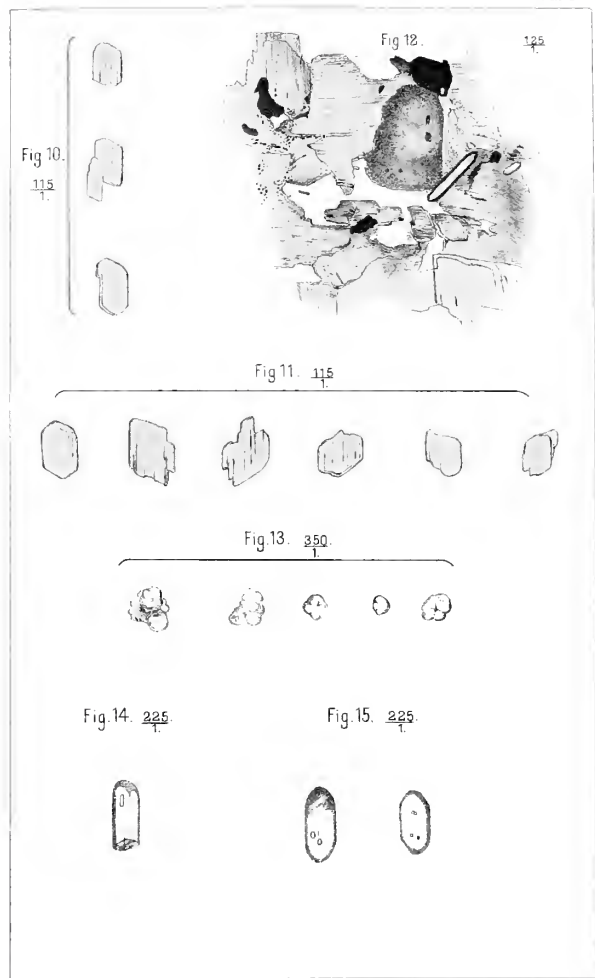 Fig 12. 125/1.
Fig 10.
115/1.
Fig 11. 115/1.
Fig.13. 350./1.
Fig.14. 225./1.
Fig.15. 225./1.